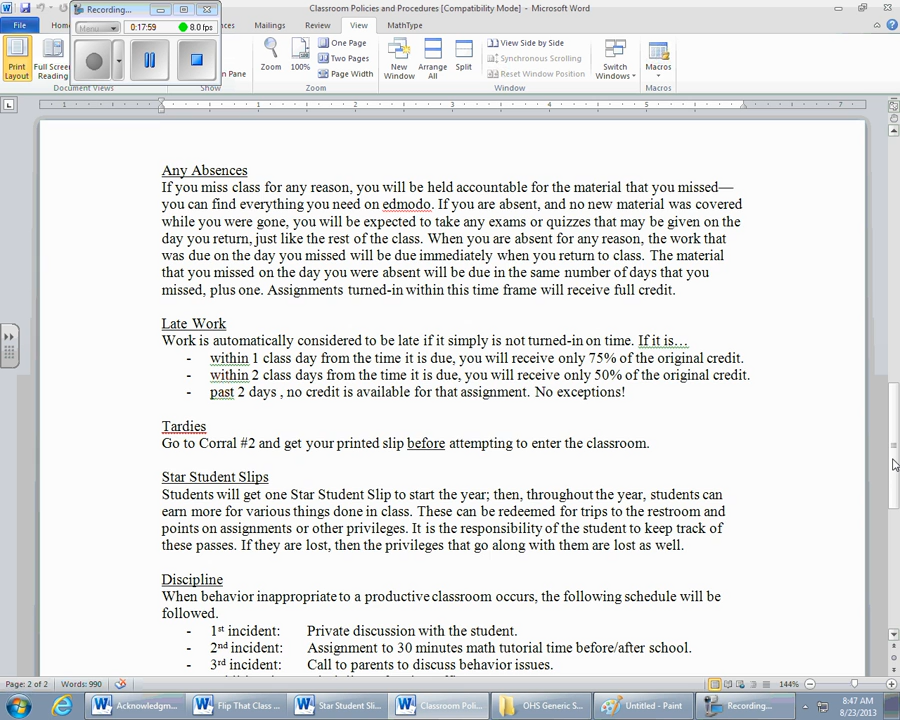 Classroom Policies and Procedures [Compatibility Mode] - Microsoft Word
Recording...
Menu
0:17:59
8.0 fps
File
Mailings
Review
View
MathType
Print Layout
Full Screen Reading
Document Views
Show
Zoom
100%
One Page
Two Pages
Page Width
Zoom
New Window
Arrange All
Split
View Side by Side
Synchronous Scrolling
Reset Window Position
Window
Switch Windows
Macros
Macros
1 1 2 3 4 5 6 7
Any Absences
If you miss class for any reason, you will be held accountable for the material that you missed—
you can find everything you need on edmodo. If you are absent, and no new material was covered
while you were gone, you will be expected to take any exams or quizzes that may be given on the
day you return, just like the rest of the class. When you are absent for any reason, the work that
was due on the day you missed will be due immediately when you return to class. The material
that you missed on the day you were absent will be due in the same number of days that you
missed, plus one. Assignments turned-in within this time frame will receive full credit.
Late Work
Work is automatically considered to be late if it simply is not turned-in on time. If it is…
- within 1 class day from the time it is due, you will receive only 75% of the original credit.
- within 2 class days from the time it is due, you will receive only 50% of the original credit.
- past 2 days , no credit is available for that assignment. No exceptions!
Tardies
Go to Corral #2 and get your printed slip before attempting to enter the classroom.
Star Student Slips
Students will get one Star Student Slip to start the year; then, throughout the year, students can
earn more for various things done in class. These can be redeemed for trips to the restroom and
points on assignments or other privileges. It is the responsibility of the student to keep track of
these passes. If they are lost, then the privileges that go along with them are lost as well.
Discipline
When behavior inappropriate to a productive classroom occurs, the following schedule will be
followed.
- 1st incident: Private discussion with the student.
- 2nd incident: Assignment to 30 minutes math tutorial time before/after school.
- 3rd incident: Call to parents to discuss behavior issues.
Page: 2 of 2
Words: 990
144%
Acknowledgm...
Flip That Class ...
Star Student Sli...
Classroom Poli...
OHS Generic S...
Untitled - Paint
Recording...
8:47 AM
8/23/2013